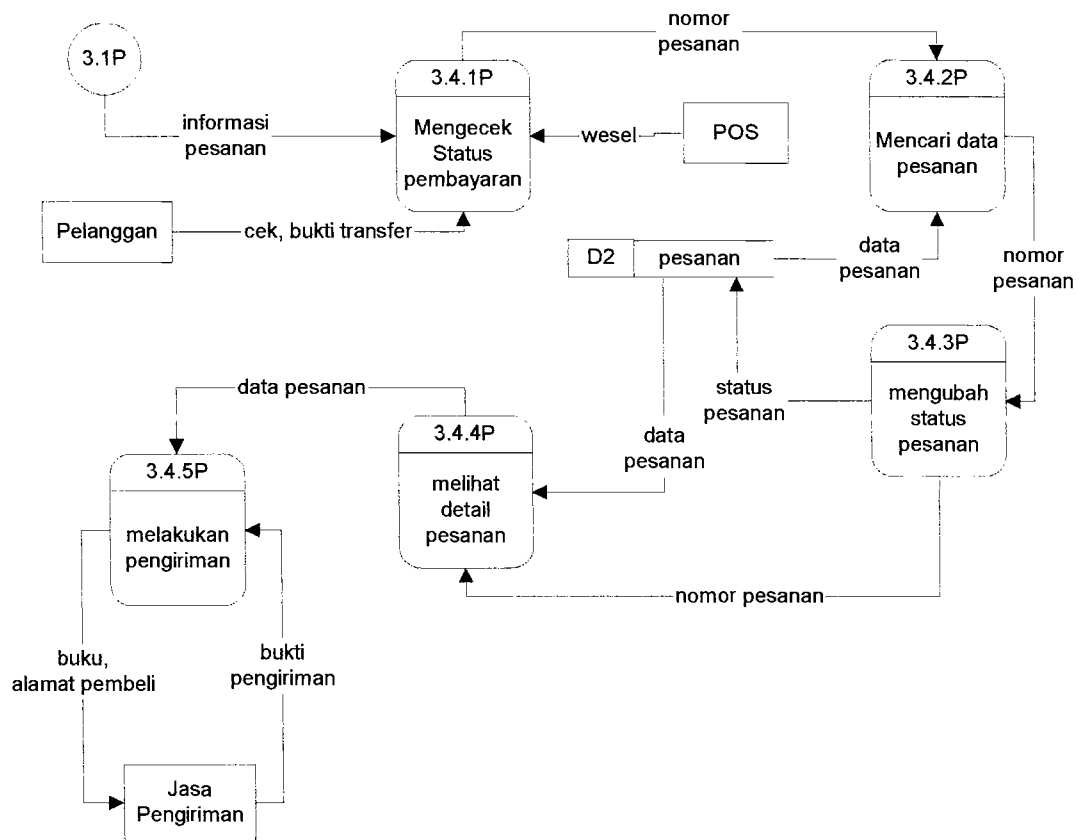 nomor
pesanan
3.1P
3.4.1P
Mengecek
Status
pembayaran
informasi
pesanan
wesel
POS
3.4.2P
Mencari data
pesanan
Pelanggan
cek, bukti transfer
D2
pesanan
data
pesanan
nomor
pesanan
3.4.3P
mengubah
status
pesanan
status
pesanan
data pesanan
3.4.4P
melihat
detail
pesanan
data
pesanan
3.4.5P
melakukan
pengiriman
nomor pesanan
buku,
alamat pembeli
bukti
pengiriman
Jasa
Pengiriman